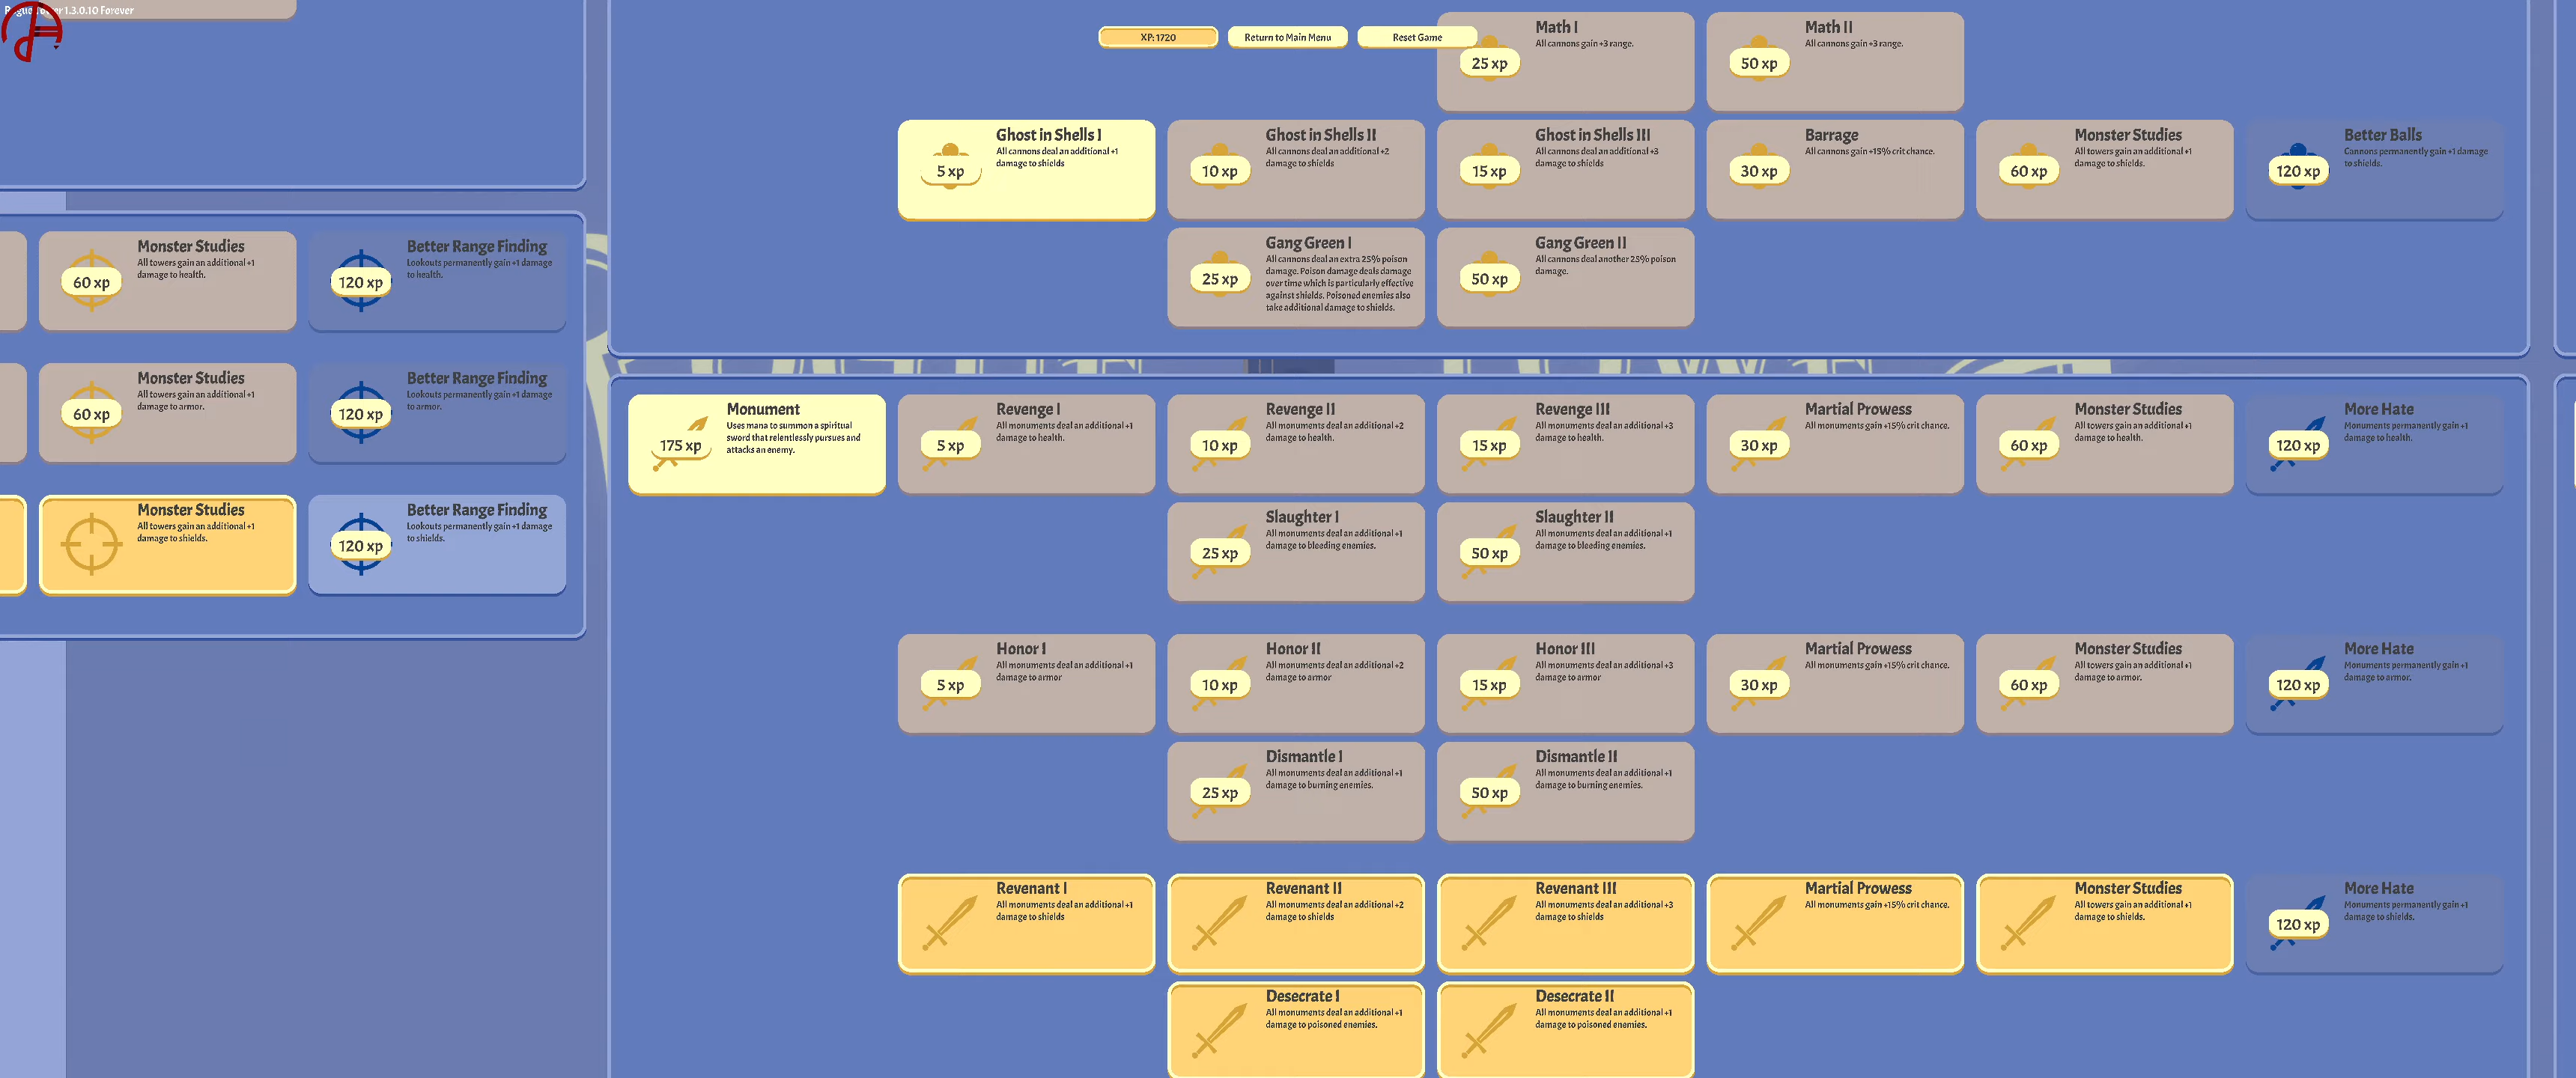 Rogue Tower 1.3.0.10 Forever
XP: 1720
Return to Main Menu
Reset Game
Math I
All cannons gain +3 range.
25 xp
Math II
All cannons gain +3 range.
50 xp
Ghost in Shells I
All cannons deal an additional +1
damage to shields
5 xp
Ghost in Shells II
All cannons deal an additional +2
damage to shields
10 xp
Ghost in Shells III
All cannons deal an additional +3
damage to shields
15 xp
Barrage
All cannons gain +15% crit chance.
30 xp
Monster Studies
All towers gain an additional +1
damage to shields.
60 xp
Better Balls
Cannons permanently gain +1 damage
to shields.
120 xp
Gang Green I
All cannons deal an extra 25% poison
damage. Poison damage deals damage
over time which is particularly effective
against shields. Poisoned enemies also
take additional damage to shields.
25 xp
Gang Green II
All cannons deal another 25% poison
damage.
50 xp
Monster Studies
All towers gain an additional +1
damage to health.
60 xp
Better Range Finding
Lookouts permanently gain +1 damage
to health.
120 xp
Monster Studies
All towers gain an additional +1
damage to armor.
60 xp
Better Range Finding
Lookouts permanently gain +1 damage
to armor.
120 xp
Monster Studies
All towers gain an additional +1
damage to shields.
Better Range Finding
Lookouts permanently gain +1 damage
to shields.
120 xp
Monument
Uses mana to summon a spiritual
sword that relentlessly pursues and
attacks an enemy.
175 xp
Revenge I
All monuments deal an additional +1
damage to health.
5 xp
Revenge II
All monuments deal an additional +2
damage to health.
10 xp
Revenge III
All monuments deal an additional +3
damage to health.
15 xp
Martial Prowess
All monuments gain +15% crit chance.
30 xp
Monster Studies
All towers gain an additional +1
damage to health.
60 xp
More Hate
Monuments permanently gain +1
damage to health.
120 xp
Slaughter I
All monuments deal an additional +1
damage to bleeding enemies.
25 xp
Slaughter II
All monuments deal an additional +1
damage to bleeding enemies.
50 xp
Honor I
All monuments deal an additional +1
damage to armor
5 xp
Honor II
All monuments deal an additional +2
damage to armor
10 xp
Honor III
All monuments deal an additional +3
damage to armor
15 xp
Martial Prowess
All monuments gain +15% crit chance.
30 xp
Monster Studies
All towers gain an additional +1
damage to armor.
60 xp
More Hate
Monuments permanently gain +1
damage to armor.
120 xp
Dismantle I
All monuments deal an additional +1
damage to burning enemies.
25 xp
Dismantle II
All monuments deal an additional +1
damage to burning enemies.
50 xp
Revenant I
All monuments deal an additional +1
damage to shields
Revenant II
All monuments deal an additional +2
damage to shields
Revenant III
All monuments deal an additional +3
damage to shields
Martial Prowess
All monuments gain +15% crit chance.
Monster Studies
All towers gain an additional +1
damage to shields.
More Hate
Monuments permanently gain +1
damage to shields.
120 xp
Desecrate I
All monuments deal an additional +1
damage to poisoned enemies.
Desecrate II
All monuments deal an additional +1
damage to poisoned enemies.